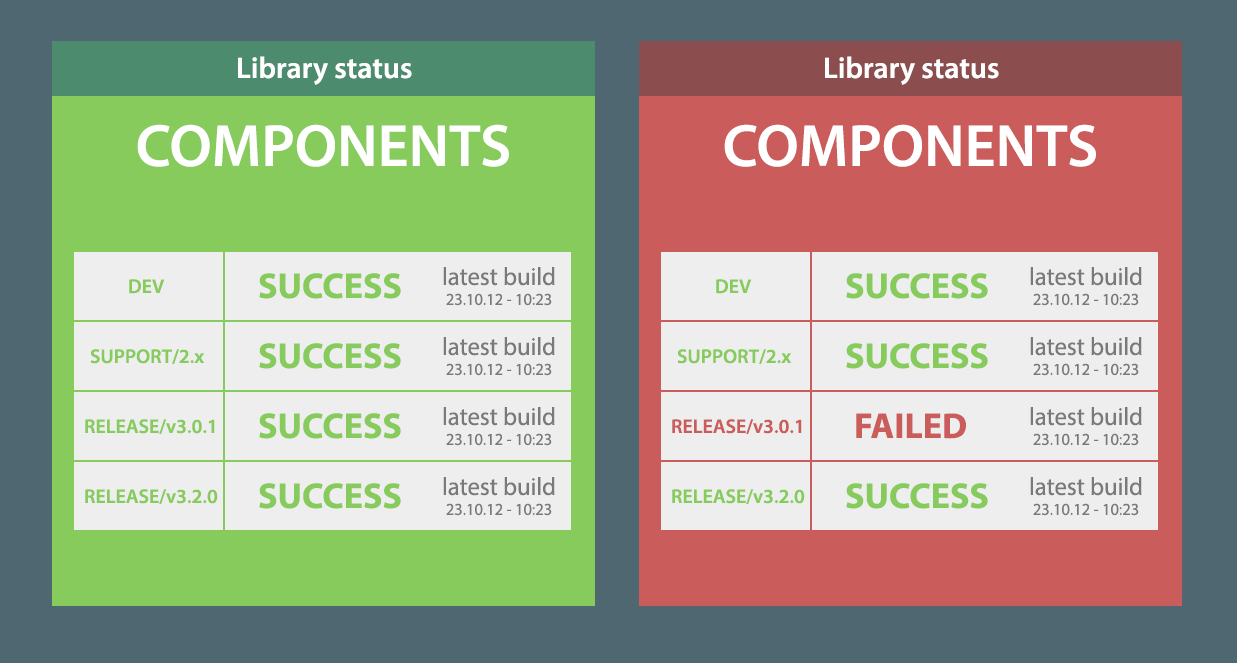 Library status
COMPONENTS
DEV SUCCESS latest build
23.10.12 - 10:23
SUPPORT/2.x SUCCESS latest build
23.10.12 - 10:23
RELEASE/v3.0.1 SUCCESS latest build
23.10.12 - 10:23
RELEASE/v3.2.0 SUCCESS latest build
23.10.12 - 10:23
Library status
COMPONENTS
DEV SUCCESS latest build
23.10.12 - 10:23
SUPPORT/2.x SUCCESS latest build
23.10.12 - 10:23
RELEASE/v3.0.1 FAILED latest build
23.10.12 - 10:23
RELEASE/v3.2.0 SUCCESS latest build
23.10.12 - 10:23